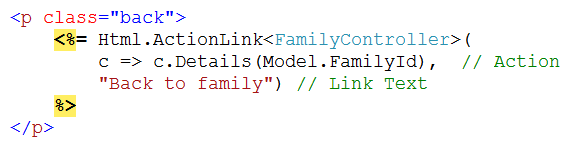 <p class="back">
<%= Html.ActionLink<FamilyController>(
c => c.Details(Model.FamilyId),  // Action
"Back to family") // Link Text
%>
</p>